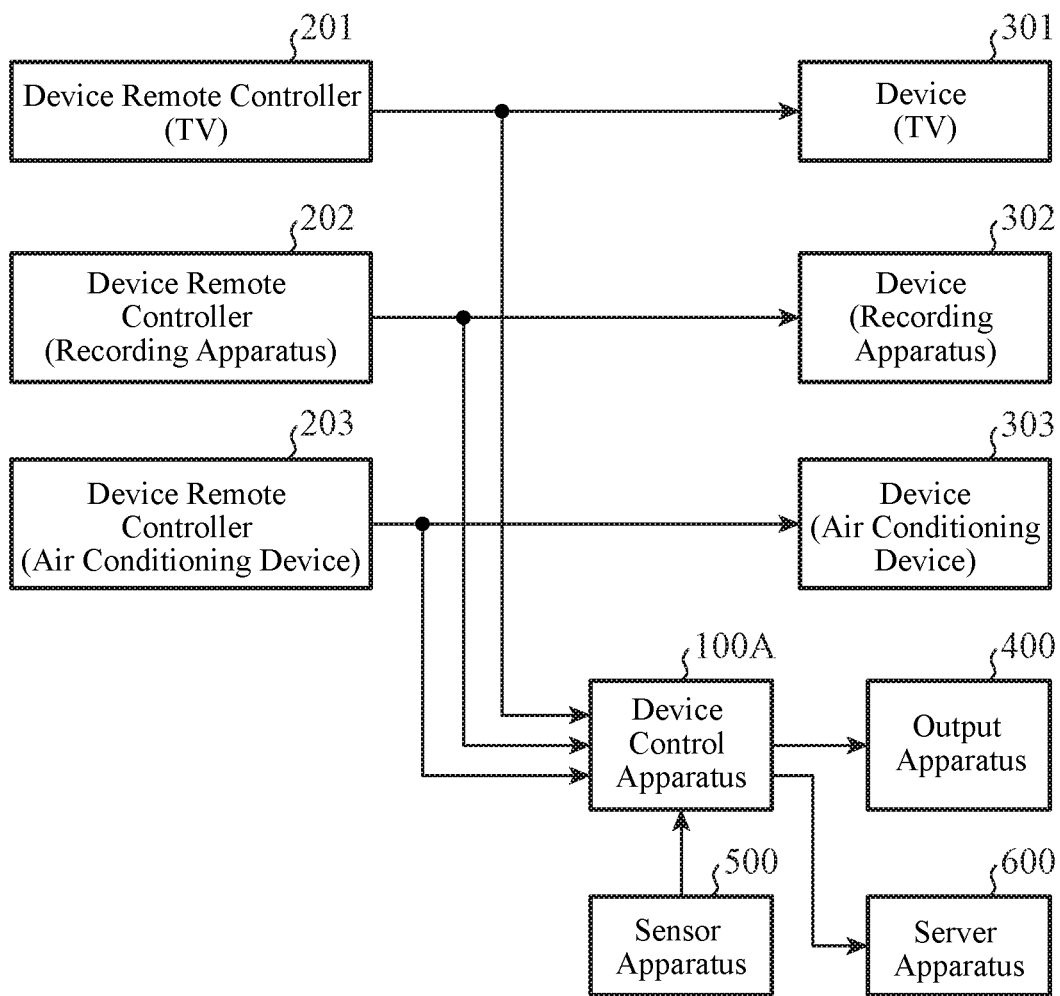 201
Device Remote Controller
(TV)
301
Device
(TV)
202
Device Remote
Controller
(Recording Apparatus)
302
Device
(Recording
Apparatus)
203
Device Remote
Controller
(Air Conditioning Device)
303
Device
(Air Conditioning
Device)
100A
Device
Control
Apparatus
400
Output
Apparatus
500
Sensor
Apparatus
600
Server
Apparatus